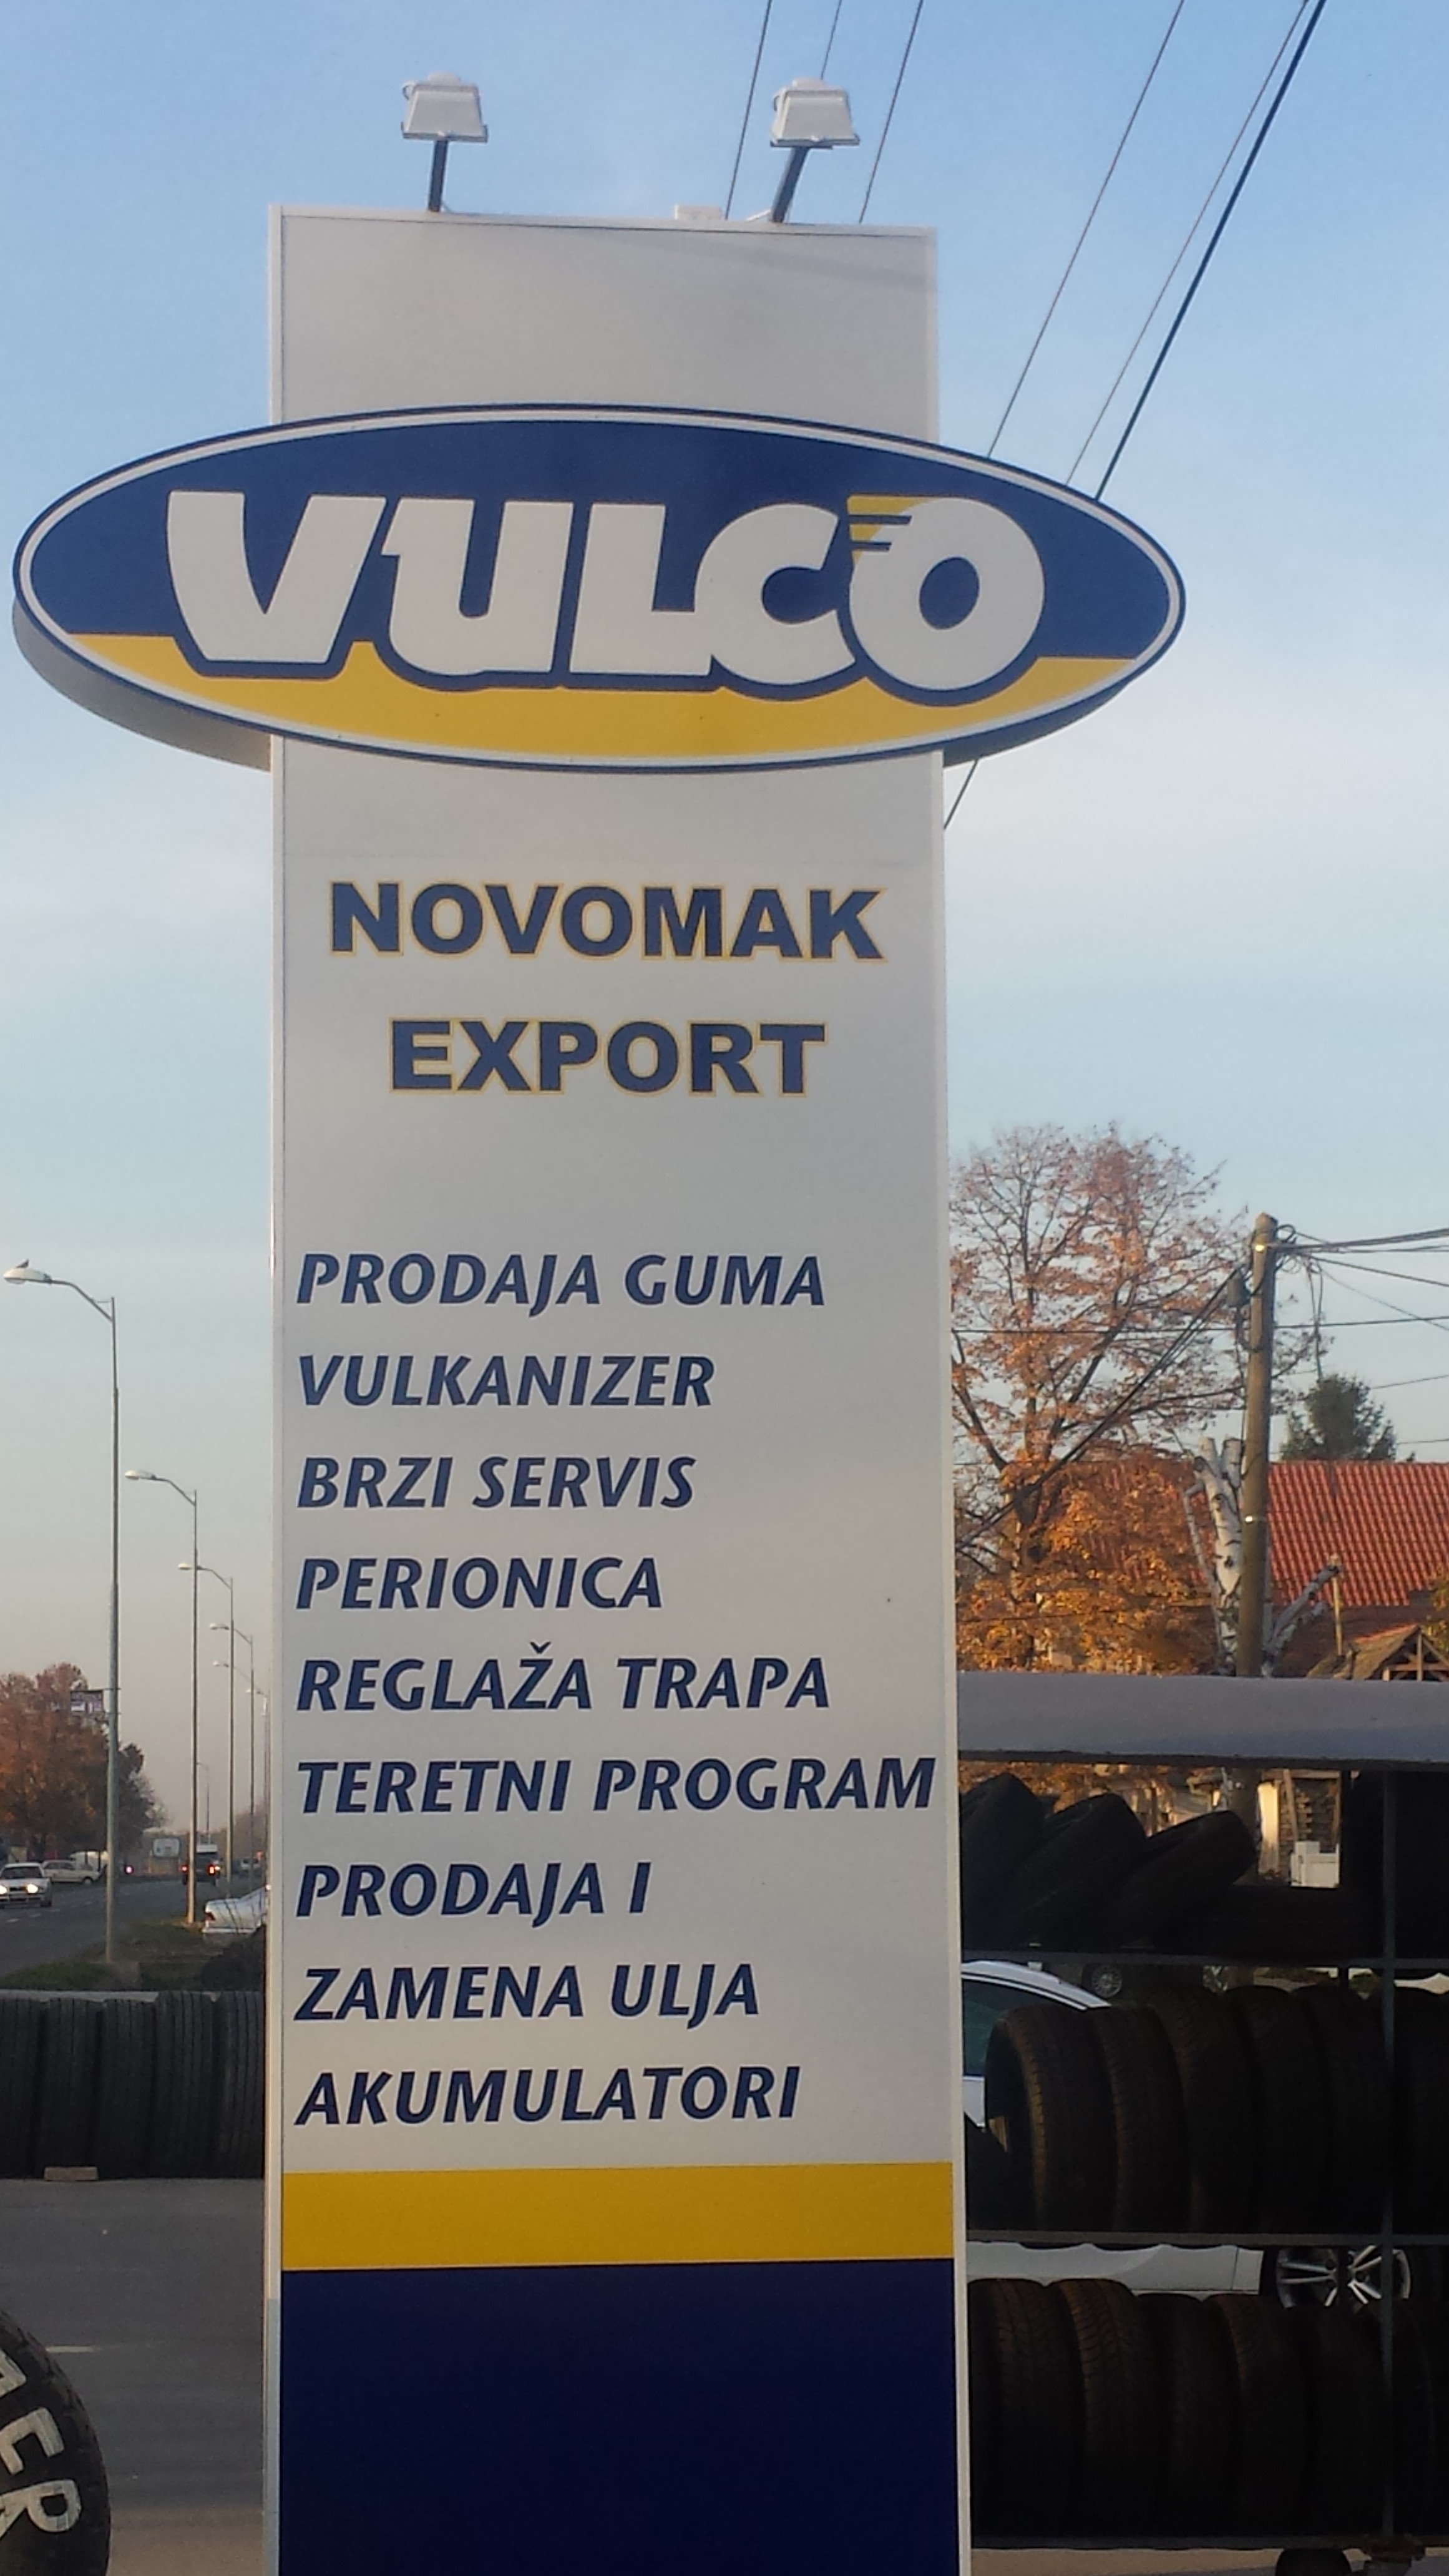 VULCO
NOVOMAK
EXPORT
PRODAJA GUMA
VULKANIZER
BRZI SERVIS
PERIONICA
REGLAŽA TRAPA
TERETNI PROGRAM
PRODAJA I
ZAMENA ULJA
AKUMULATORI